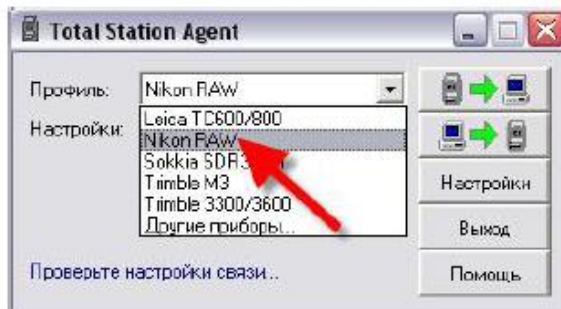 Total Station Agent
Профиль:
Nikon RAW
Настройки:
Leica TC600/800
Nikon RAW
Sokkia SDR
Trimble M3
Trimble 3300/3600
Другие приборы...
Настройки
Выход
Проверьте настройки связи...
Помощь